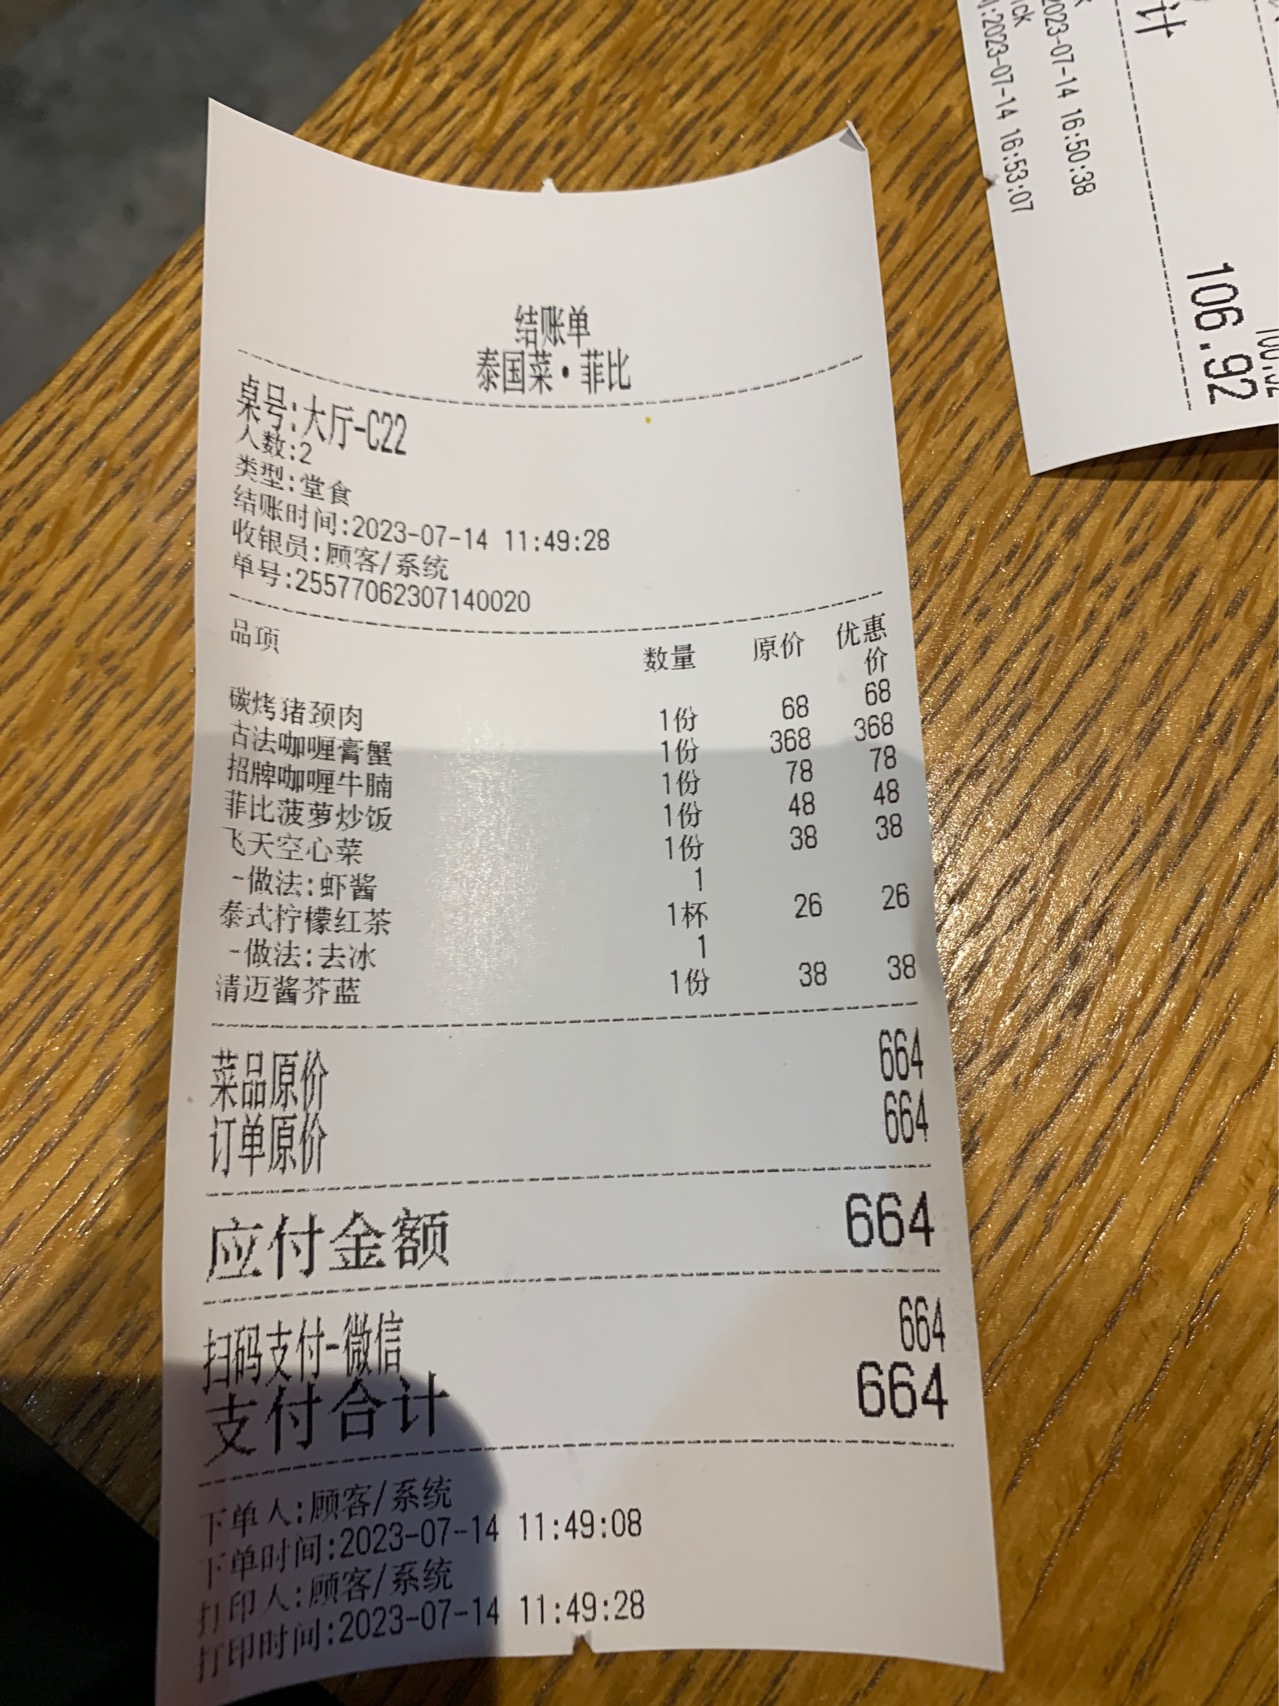 结账单
泰国菜·菲比
桌号:大厅-C22
人数:2
类型:堂食
结账时间:2023-07-14 11:49:28
收银员:顾客/系统
单号:255770623071400​20
品项 数量 原价 优惠价
碳烤猪颈肉 1份 68 68
古法咖喱膏蟹 1份 368 368
招牌咖喱牛腩 1份 78 78
菲比菠萝炒饭 1份 48 48
飞天空心菜 1份 38 38
-做法:虾酱 1
泰式柠檬红茶 1杯 26 26
-做法:去冰 1
清迈酱芥蓝 1份 38 38
菜品原价 664
订单原价 664
应付金额 664
扫码支付-微信 664
支付合计 664
下单人:顾客/系统
下单时间:2023-07-14 11:49:08
打印人:顾客/系统
打印时间:2023-07-14 11:49:28
计
106.92
2023-07-14 16:50:38
:2023-07-14 16:53:07